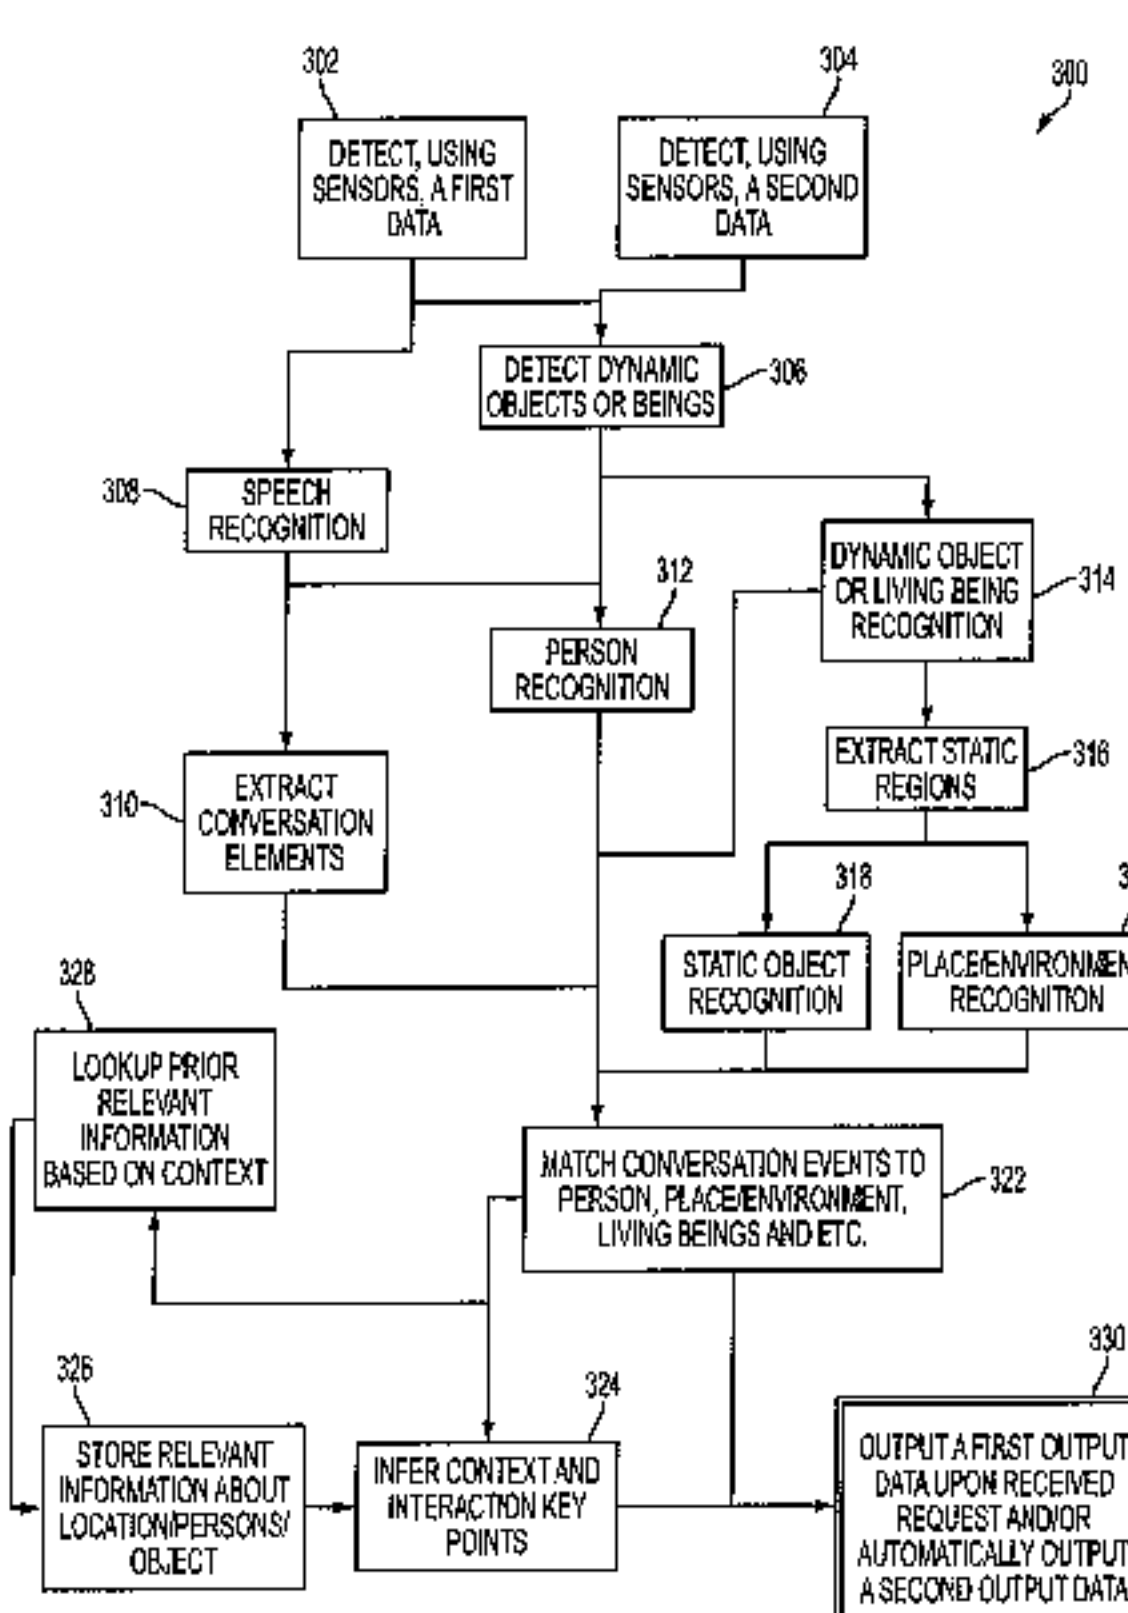 302
304
300
DETECT, USING
SENSORS, A FIRST
DATA
DETECT, USING
SENSORS, A SECOND
DATA
DETECT DYNAMIC
OBJECTS OR BEINGS
306
308
SPEECH
RECOGNITION
312
DYNAMIC OBJECT
OR LIVING BEING
RECOGNITION
314
PERSON
RECOGNITION
310
EXTRACT
CONVERSATION
ELEMENTS
EXTRACT STATIC
REGIONS
316
318
STATIC OBJECT
RECOGNITION
PLACE/ENVIRONMEN
RECOGNITION
328
LOOKUP PRIOR
RELEVANT
INFORMATION
BASED ON CONTEXT
MATCH CONVERSATION EVENTS TO
PERSON, PLACE/ENVIRONMENT,
LIVING BEINGS AND ETC.
322
326
STORE RELEVANT
INFORMATION ABOUT
LOCATION/PERSONS/
OBJECT
324
INFER CONTEXT AND
INTERACTION KEY
POINTS
330
OUTPUT A FIRST OUTPUT
DATA UPON RECEIVED
REQUEST AND/OR
AUTOMATICALLY OUTPUT
A SECOND OUTPUT DATA